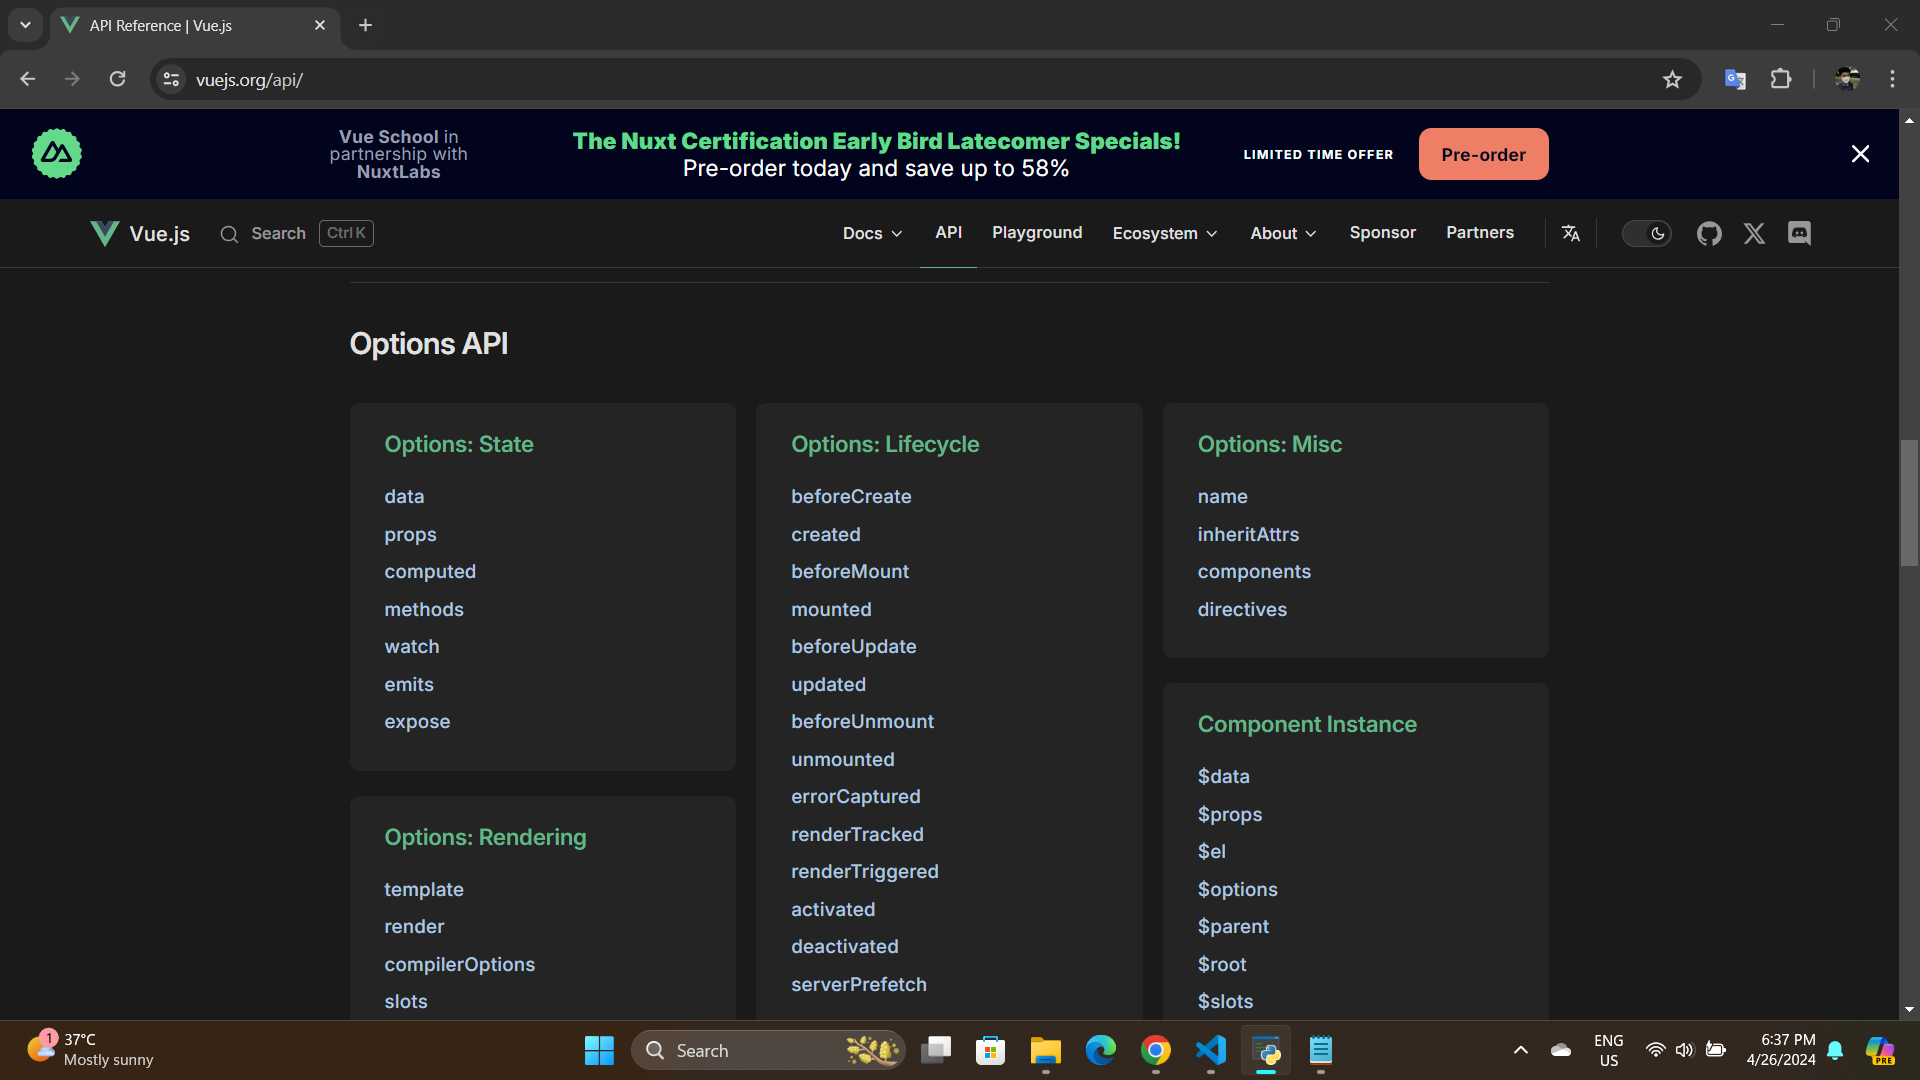 API Reference | Vue.js
vuejs.org/api/
Vue School in
partnership with
NuxtLabs
The Nuxt Certification Early Bird Latecomer Specials!
Pre-order today and save up to 58%
LIMITED TIME OFFER
Pre-order
Vue.js
Search
Ctrl K
Docs
API
Playground
Ecosystem
About
Sponsor
Partners
Options API
Options: State
data
props
computed
methods
watch
emits
expose
Options: Rendering
template
render
compilerOptions
slots
Options: Lifecycle
beforeCreate
created
beforeMount
mounted
beforeUpdate
updated
beforeUnmount
unmounted
errorCaptured
renderTracked
renderTriggered
activated
deactivated
serverPrefetch
Options: Misc
name
inheritAttrs
components
directives
Component Instance
$data
$props
$el
$options
$parent
$root
$slots
1
37°C
Mostly sunny
Search
ENG
US
6:37 PM
4/26/2024
PRE